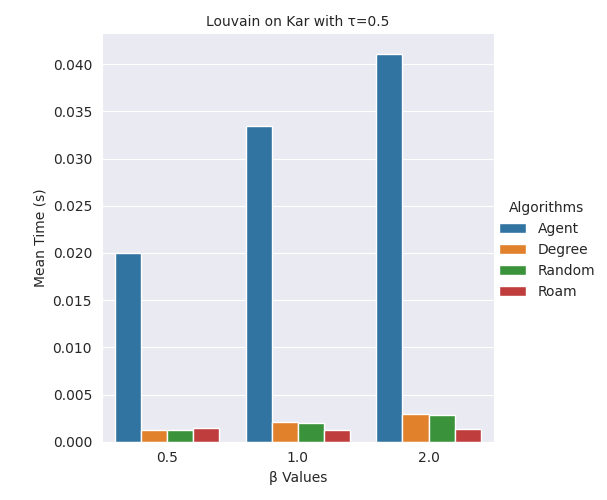 Louvain on Kar with τ=0.5
0.040
0.035
0.030
0.025
0.020
0.015
0.010
0.005
0.000
Mean Time (s)
0.5 1.0 2.0
β Values
Algorithms
Agent
Degree
Random
Roam